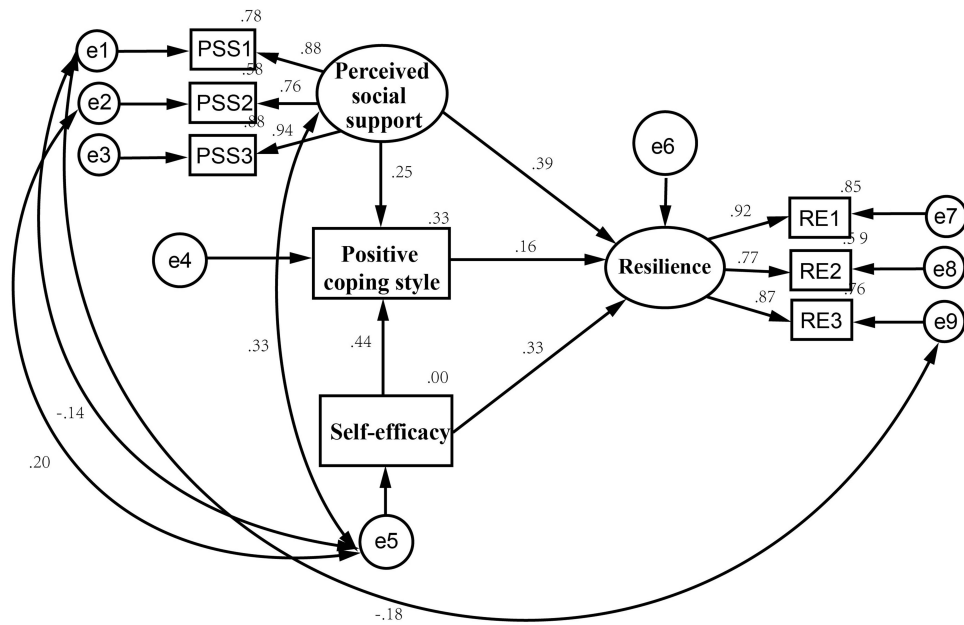 .78
e1
PSS1
.88
.58
e2
PSS2
.76
.88
e3
PSS3
.94
Perceived
social
support
e6
.39
.25
.85
.92
RE1
e7
.33
.5 9
e4
Positive
coping style
.16
Resilience
.77
RE2
e8
.76
.87
RE3
e9
.33
.44
.33
.00
-.14
Self-efficacy
.20
e5
-.18